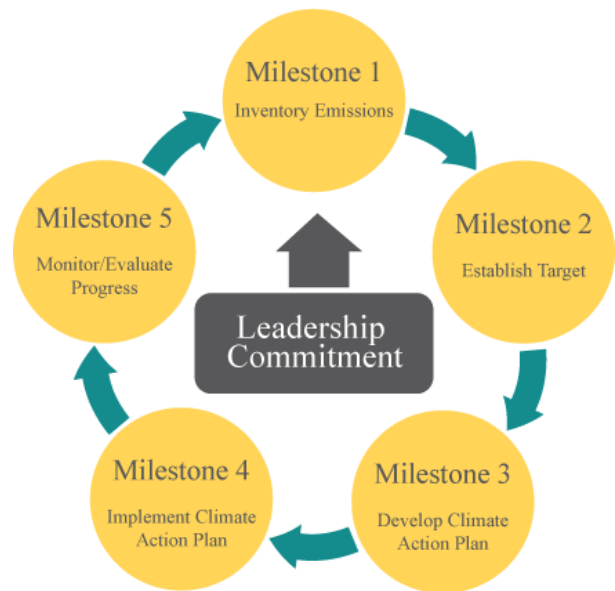 Milestone 1
Inventory Emissions
Milestone 2
Establish Target
Milestone 3
Develop Climate
Action Plan
Milestone 4
Implement Climate
Action Plan
Milestone 5
Monitor/Evaluate
Progress
Leadership
Commitment